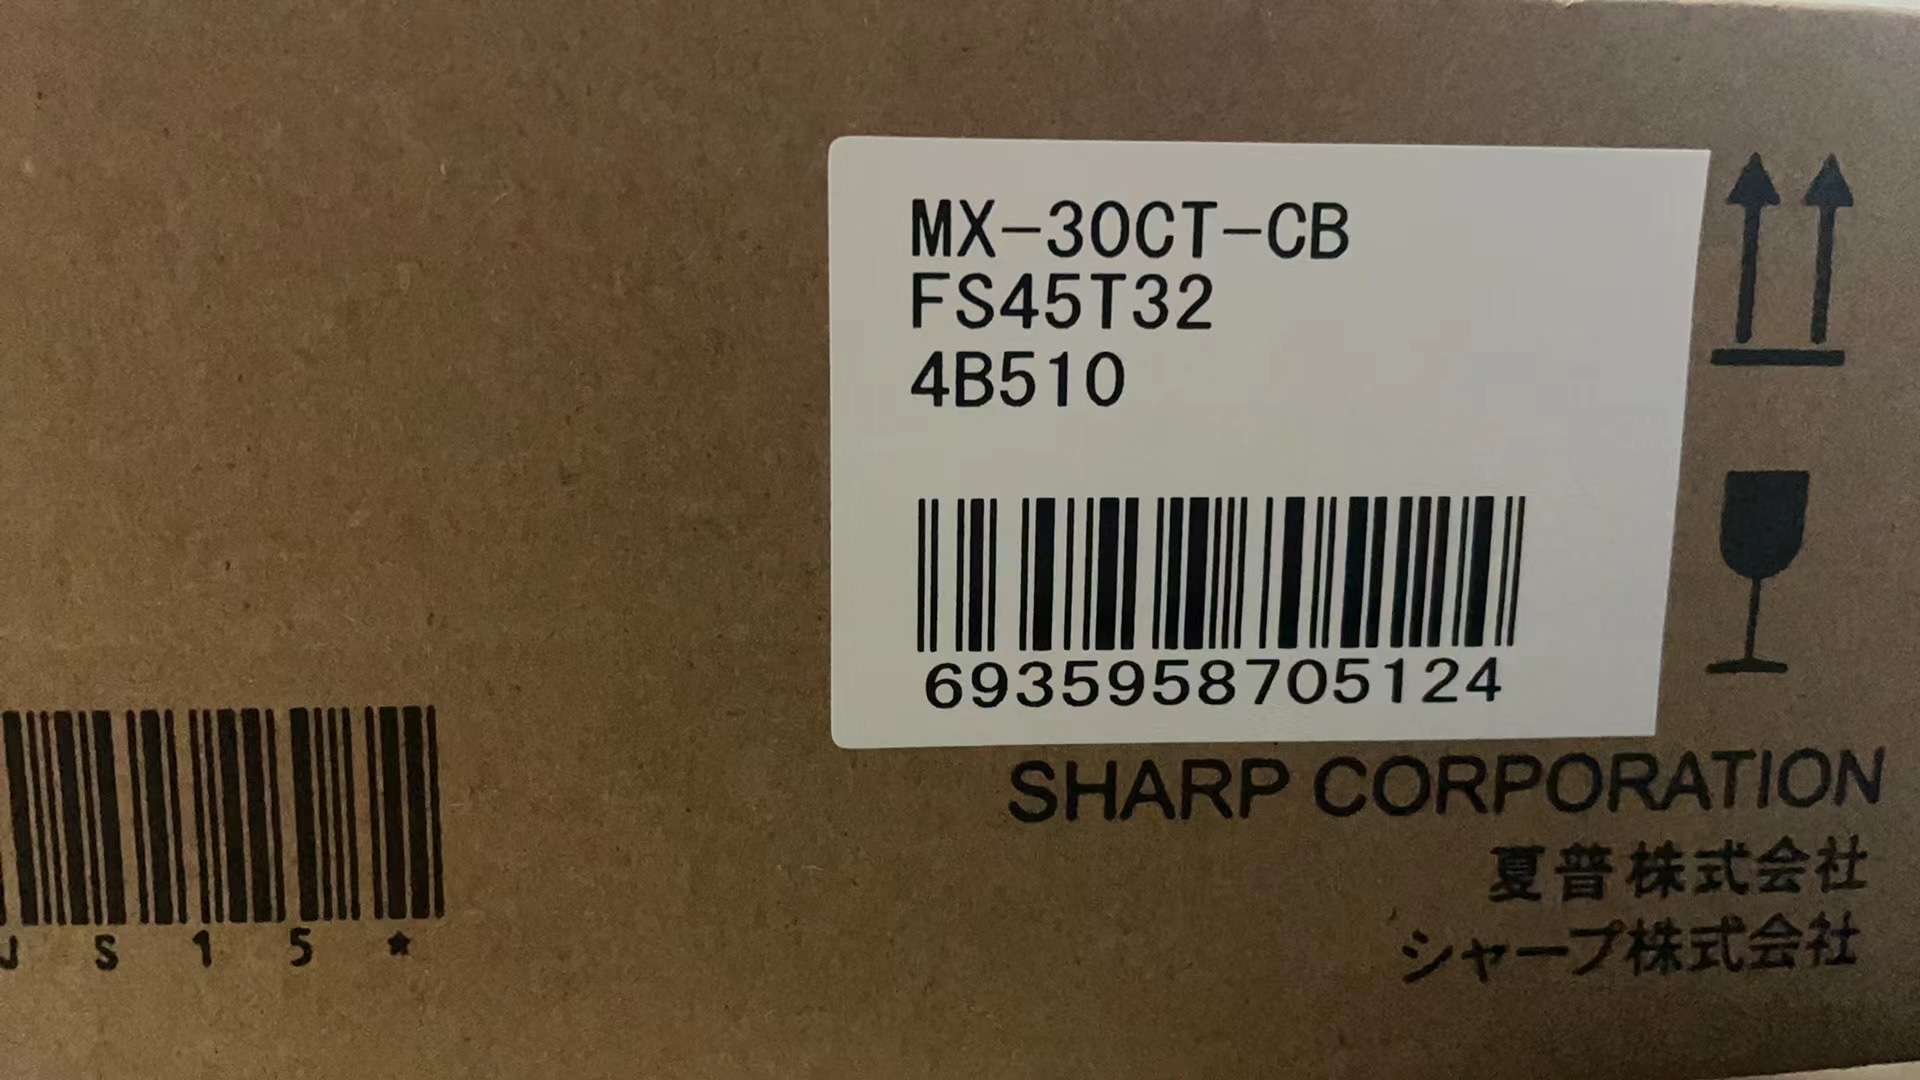 MX-30CT-CB
FS45T32
4B510
6935958705124
SHARP CORPORATION
夏普株式会社
シャープ株式会社
J S 1 5 *